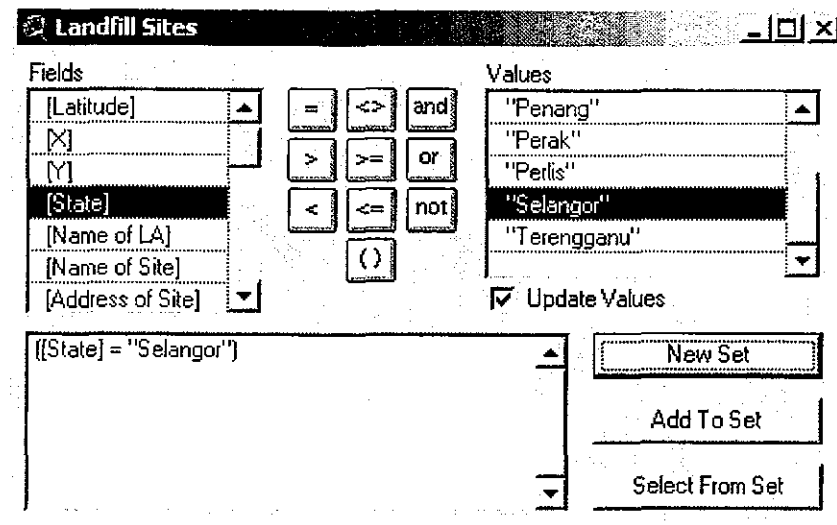 Landfill Sites
Fields
[Latitude]
[X]
[Y]
[State]
[Name of LA]
[Name of Site]
[Address of Site]
= <> and
> >= or
< <= not
( )
Values
"Penang"
"Perak"
"Perlis"
"Selangor"
"Terengganu"
Update Values
([State] = "Selangor")
New Set
Add To Set
Select From Set